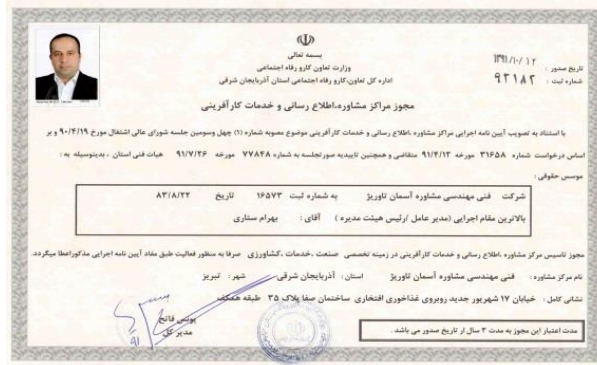 بسمه تعالی
وزارت تعاون کارو رفاه اجتماعی
اداره کل تعاون،کارو رفاه اجتماعی استان آذربایجان شرقی
تاریخ صدور : ۱۳۹۱/۱۰/۱۲
شماره ثبت : ۹۲۱۸۲
مجوز مراکز مشاوره،اطلاع رسانی و خدمات کارآفرینی
با استناد به تصویب آیین نامه اجرایی مراکز مشاوره ،اطلاع رسانی و خدمات کارآفرینی موضوع مصوبه شماره (۱) چهل وسومین جلسه شورای عالی اشتغال مورخ ۹۰/۴/۱۹ و بر
اساس درخواست شماره ۳۱۶۵۸ مورخه ۹۱/۴/۱۲ متقاضی و همچنین تاییدیه صورتجلسه به شماره ۷۷۸۴۸ مورخه ۹۱/۷/۲۶ هیات فنی استان ، بدینوسیله به :
موسس حقوقی :
شرکت فنی مهندسی مشاوره آسمان تاوریژ به شماره ثبت ۱۶۵۷۳ تاریخ ۸۳/۸/۲۲
بالاترین مقام اجرایی (مدیر عامل /رئیس هیئت مدیره ) آقای : بهرام ستاری
مجوز تاسیس مرکز مشاوره ،اطلاع رسانی و خدمات کارآفرینی در زمینه تخصصی صنعت ،خدمات ،کشاورزی صرفا به منظور فعالیت طبق مفاد آیین نامه اجرایی مذکوراعطا میگردد.
نام مرکز مشاوره : فنی مهندسی مشاوره آسمان تاوریژ استان : آذربایجان شرقی شهر : تبریز
نشانی کامل : خیابان ۱۷ شهریور جدید روبروی غذاخوری افتخاری ساختمان صفا پلاک ۳۵ طبقه همکف
یونس فاتح
مدیر کل
مدت اعتبار این مجوز به مدت ۳ سال از تاریخ صدور می باشد .